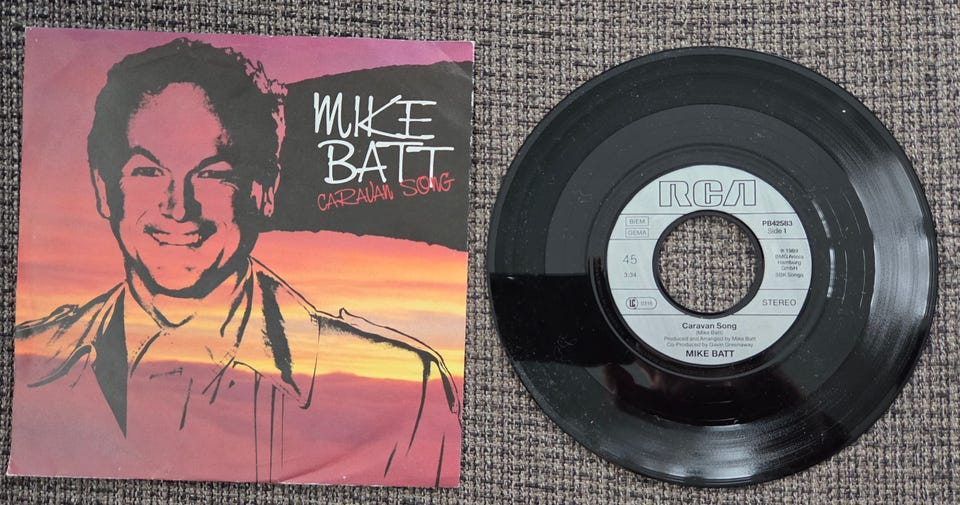 MIKE
BATT
CARAVAN SONG
RCA
BIEM
GEMA
PB42583
Side 1
45
3:34
℗ 1989
BMG Ariola
Hamburg
GmbH
SBK Songs
LC 0316
STEREO
Caravan Song
(Mike Batt)
Produced and Arranged by Mike Batt
Co-Produced by Gavin Greenaway
MIKE BATT